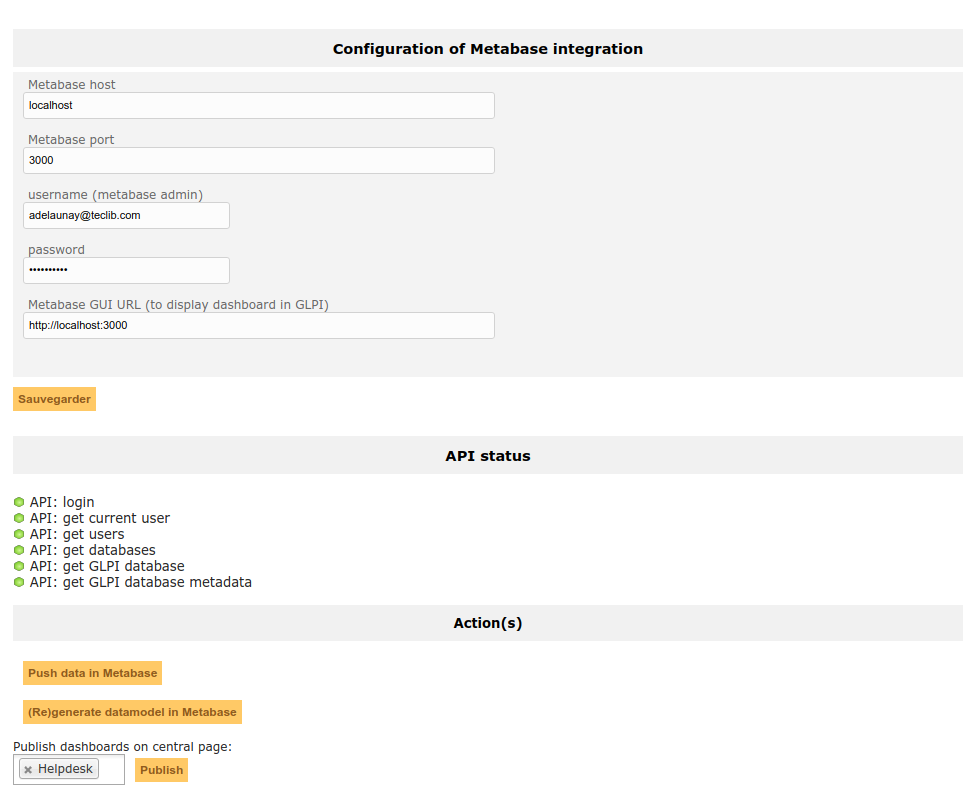 Configuration of Metabase integration
Metabase host
localhost
Metabase port
3000
username (metabase admin)
adelaunay@teclib.com
password
••••••••••
Metabase GUI URL (to display dashboard in GLPI)
http://localhost:3000
Sauvegarder
API status
API: login
API: get current user
API: get users
API: get databases
API: get GLPI database
API: get GLPI database metadata
Action(s)
Push data in Metabase
(Re)generate datamodel in Metabase
Publish dashboards on central page:
× Helpdesk Publish